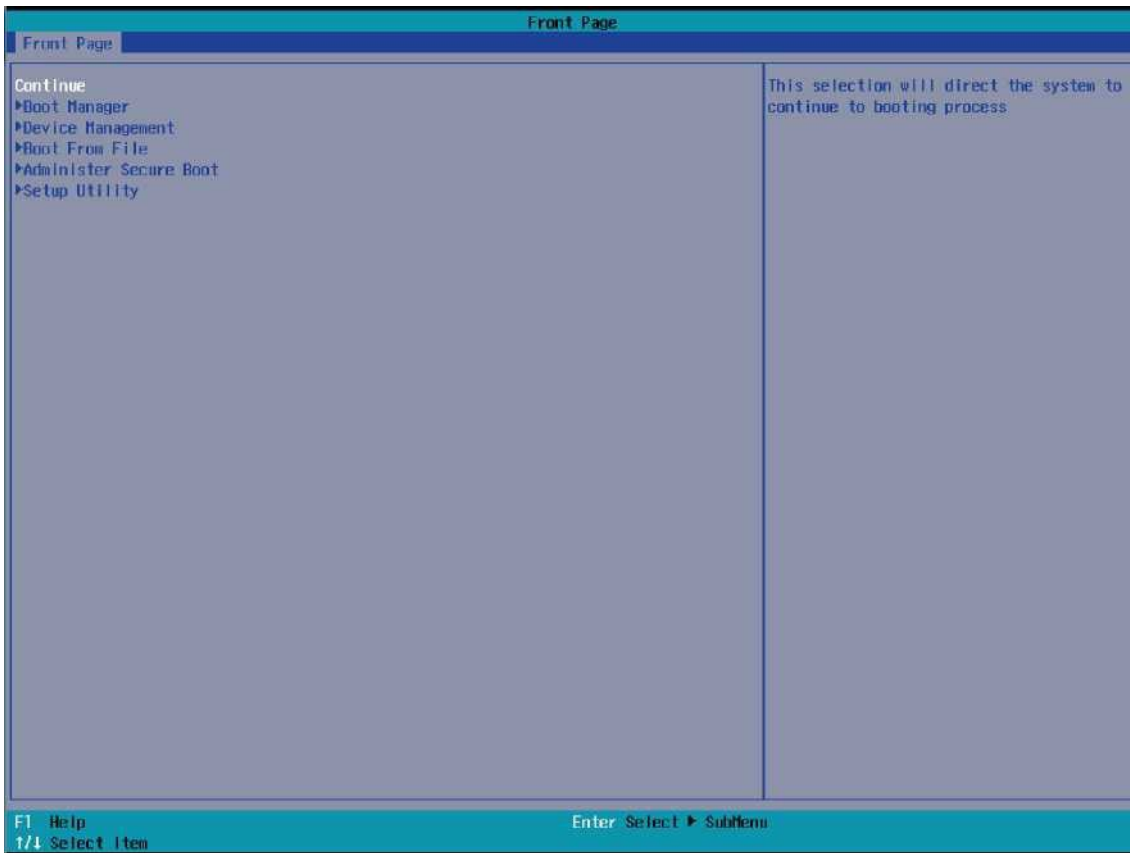 Front Page
Front Page
Continue
▶Boot Manager
▶Device Management
▶Boot From File
▶Administer Secure Boot
▶Setup Utility
This selection will direct the system to
continue to booting process
F1 Help
↑/↓ Select Item
Enter Select ▶ SubMenu